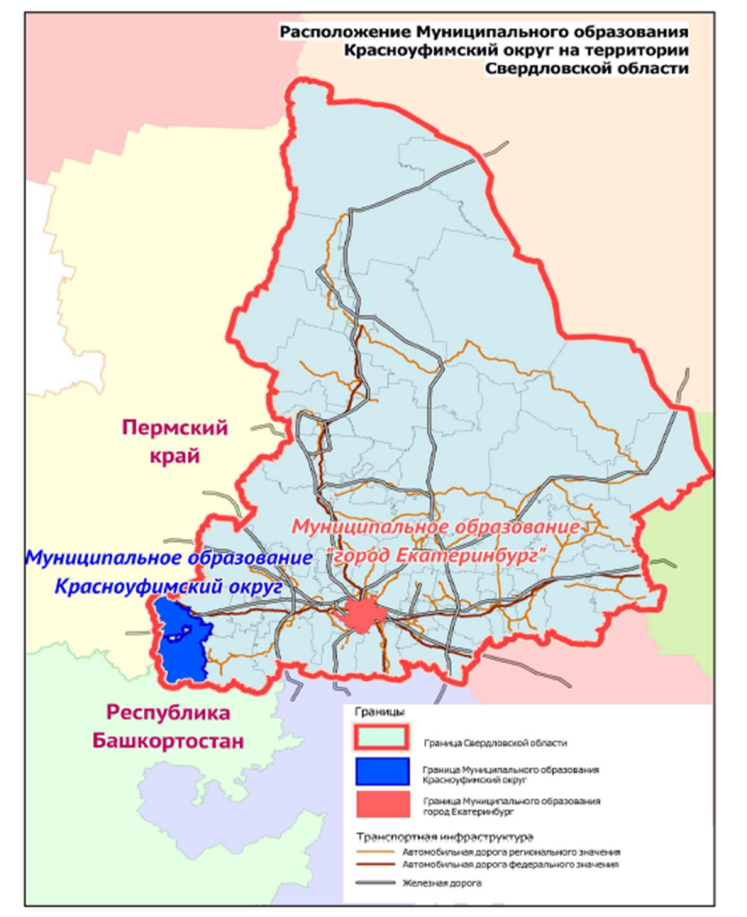 Расположение Муниципального образования
Красноуфимский округ на территории
Свердловской области
Пермский
край
Муниципальное образование
"город Екатеринбург"
Муниципальное образование
Красноуфимский округ
Республика
Башкортостан
Границы
Граница Свердловской области
Граница Муниципального образования
Красноуфимский округ
Граница Муниципального образования
город Екатеринбург
Транспортная инфраструктура
Автомобильная дорога регионального значения
Автомобильная дорога федерального значения
Железная дорога